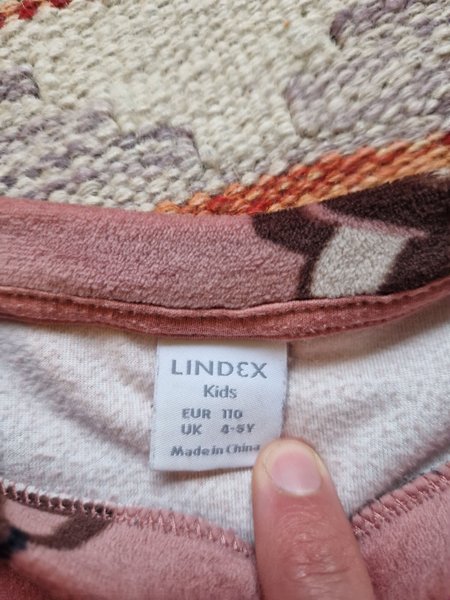 LINDEX
Kids
EUR 110
UK 4-5Y
Made in China